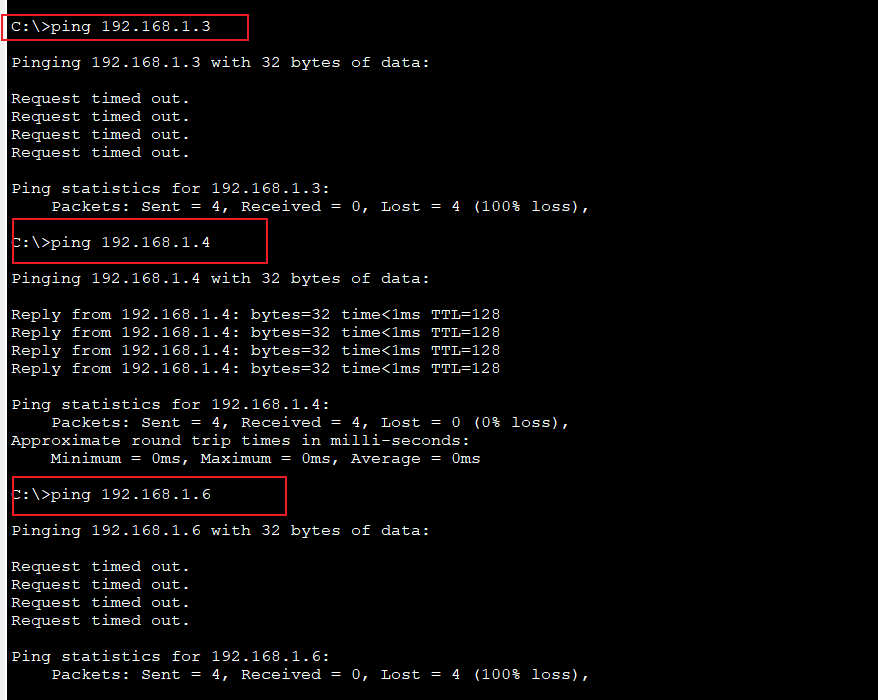 C:\>ping 192.168.1.3
Pinging 192.168.1.3 with 32 bytes of data:
Request timed out.
Request timed out.
Request timed out.
Request timed out.
Ping statistics for 192.168.1.3:
    Packets: Sent = 4, Received = 0, Lost = 4 (100% loss),
C:\>ping 192.168.1.4
Pinging 192.168.1.4 with 32 bytes of data:
Reply from 192.168.1.4: bytes=32 time<1ms TTL=128
Reply from 192.168.1.4: bytes=32 time<1ms TTL=128
Reply from 192.168.1.4: bytes=32 time<1ms TTL=128
Reply from 192.168.1.4: bytes=32 time<1ms TTL=128
Ping statistics for 192.168.1.4:
    Packets: Sent = 4, Received = 4, Lost = 0 (0% loss),
Approximate round trip times in milli-seconds:
    Minimum = 0ms, Maximum = 0ms, Average = 0ms
C:\>ping 192.168.1.6
Pinging 192.168.1.6 with 32 bytes of data:
Request timed out.
Request timed out.
Request timed out.
Request timed out.
Ping statistics for 192.168.1.6:
    Packets: Sent = 4, Received = 0, Lost = 4 (100% loss),